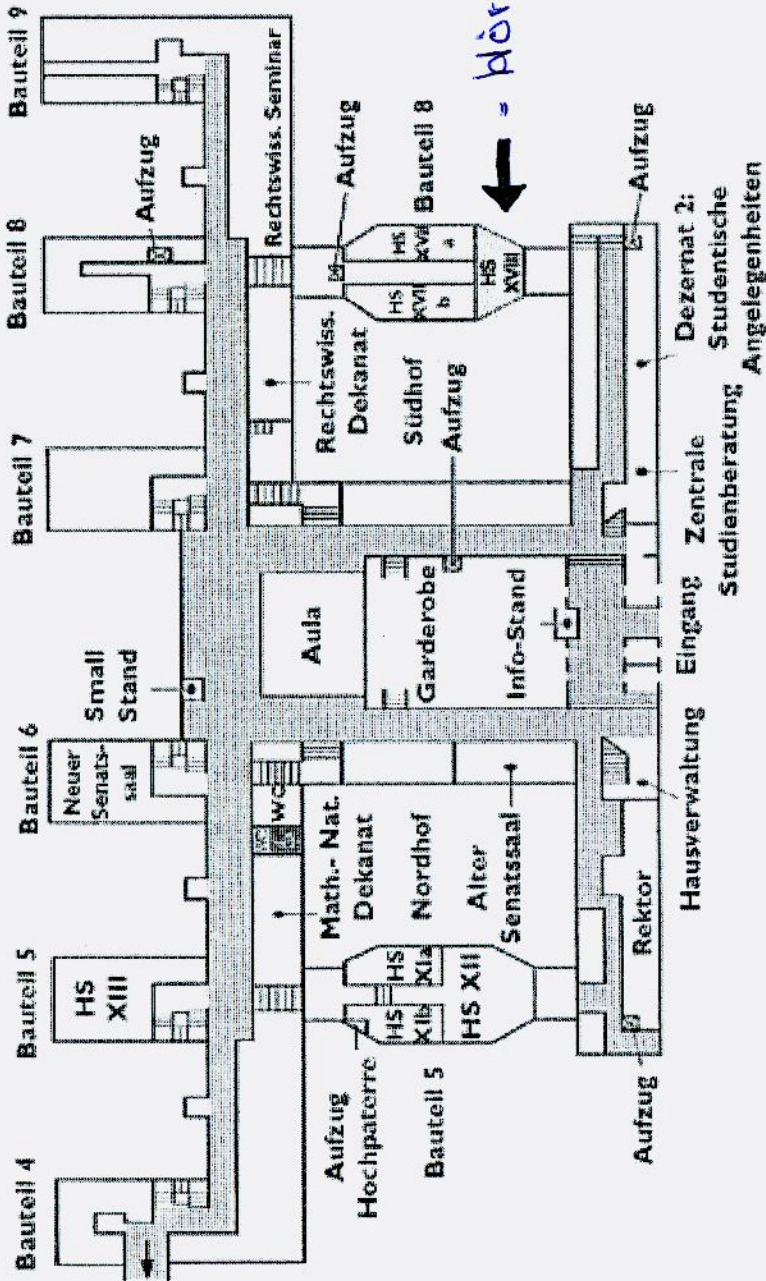 Bauteil 4
Bauteil 5
Bauteil 6
Bauteil 7
Bauteil 8
Bauteil 9
HS
XIII
Neuer
Senats-
saal
Small
Stand
Aufzug
WC
Math.- Nat.
Dekanat
Aula
Rechtswiss.
Dekanat
Rechtswiss. Seminar
Aufzug
Hochpaterre
Bauteil 5
HS
XIb
HS
XIa
HS XII
Nordhof
Alter
Senatssaal
Garderobe
Info-Stand
Südhof
Aufzug
HS
XVII
b
HS
XVII
a
HS
XVIII
Aufzug
Bauteil 8
Aufzug
Rektor
Hausverwaltung
Eingang
Zentrale
Studienberatung
Dezernat 2:
Studentische
Angelegenheiten
Aufzug